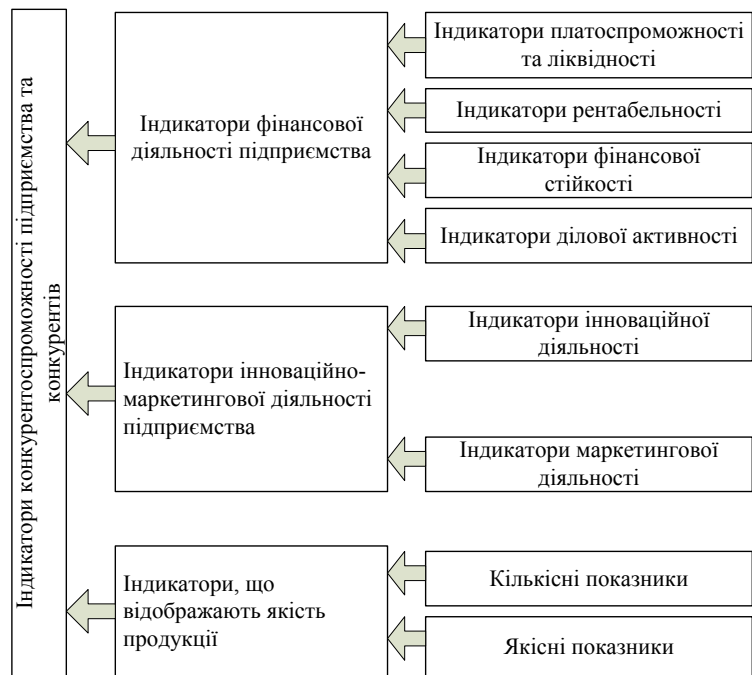 Індикатори конкурентоспроможності підприємства та
конкурентів
Індикатори фінансової
діяльності підприємства
Індикатори платоспроможності
та ліквідності
Індикатори рентабельності
Індикатори фінансової
стійкості
Індикатори ділової активності
Індикатори інноваційно-
маркетингової діяльності
підприємства
Індикатори інноваційної
діяльності
Індикатори маркетингової
діяльності
Індикатори, що
відображають якість
продукції
Кількісні показники
Якісні показники